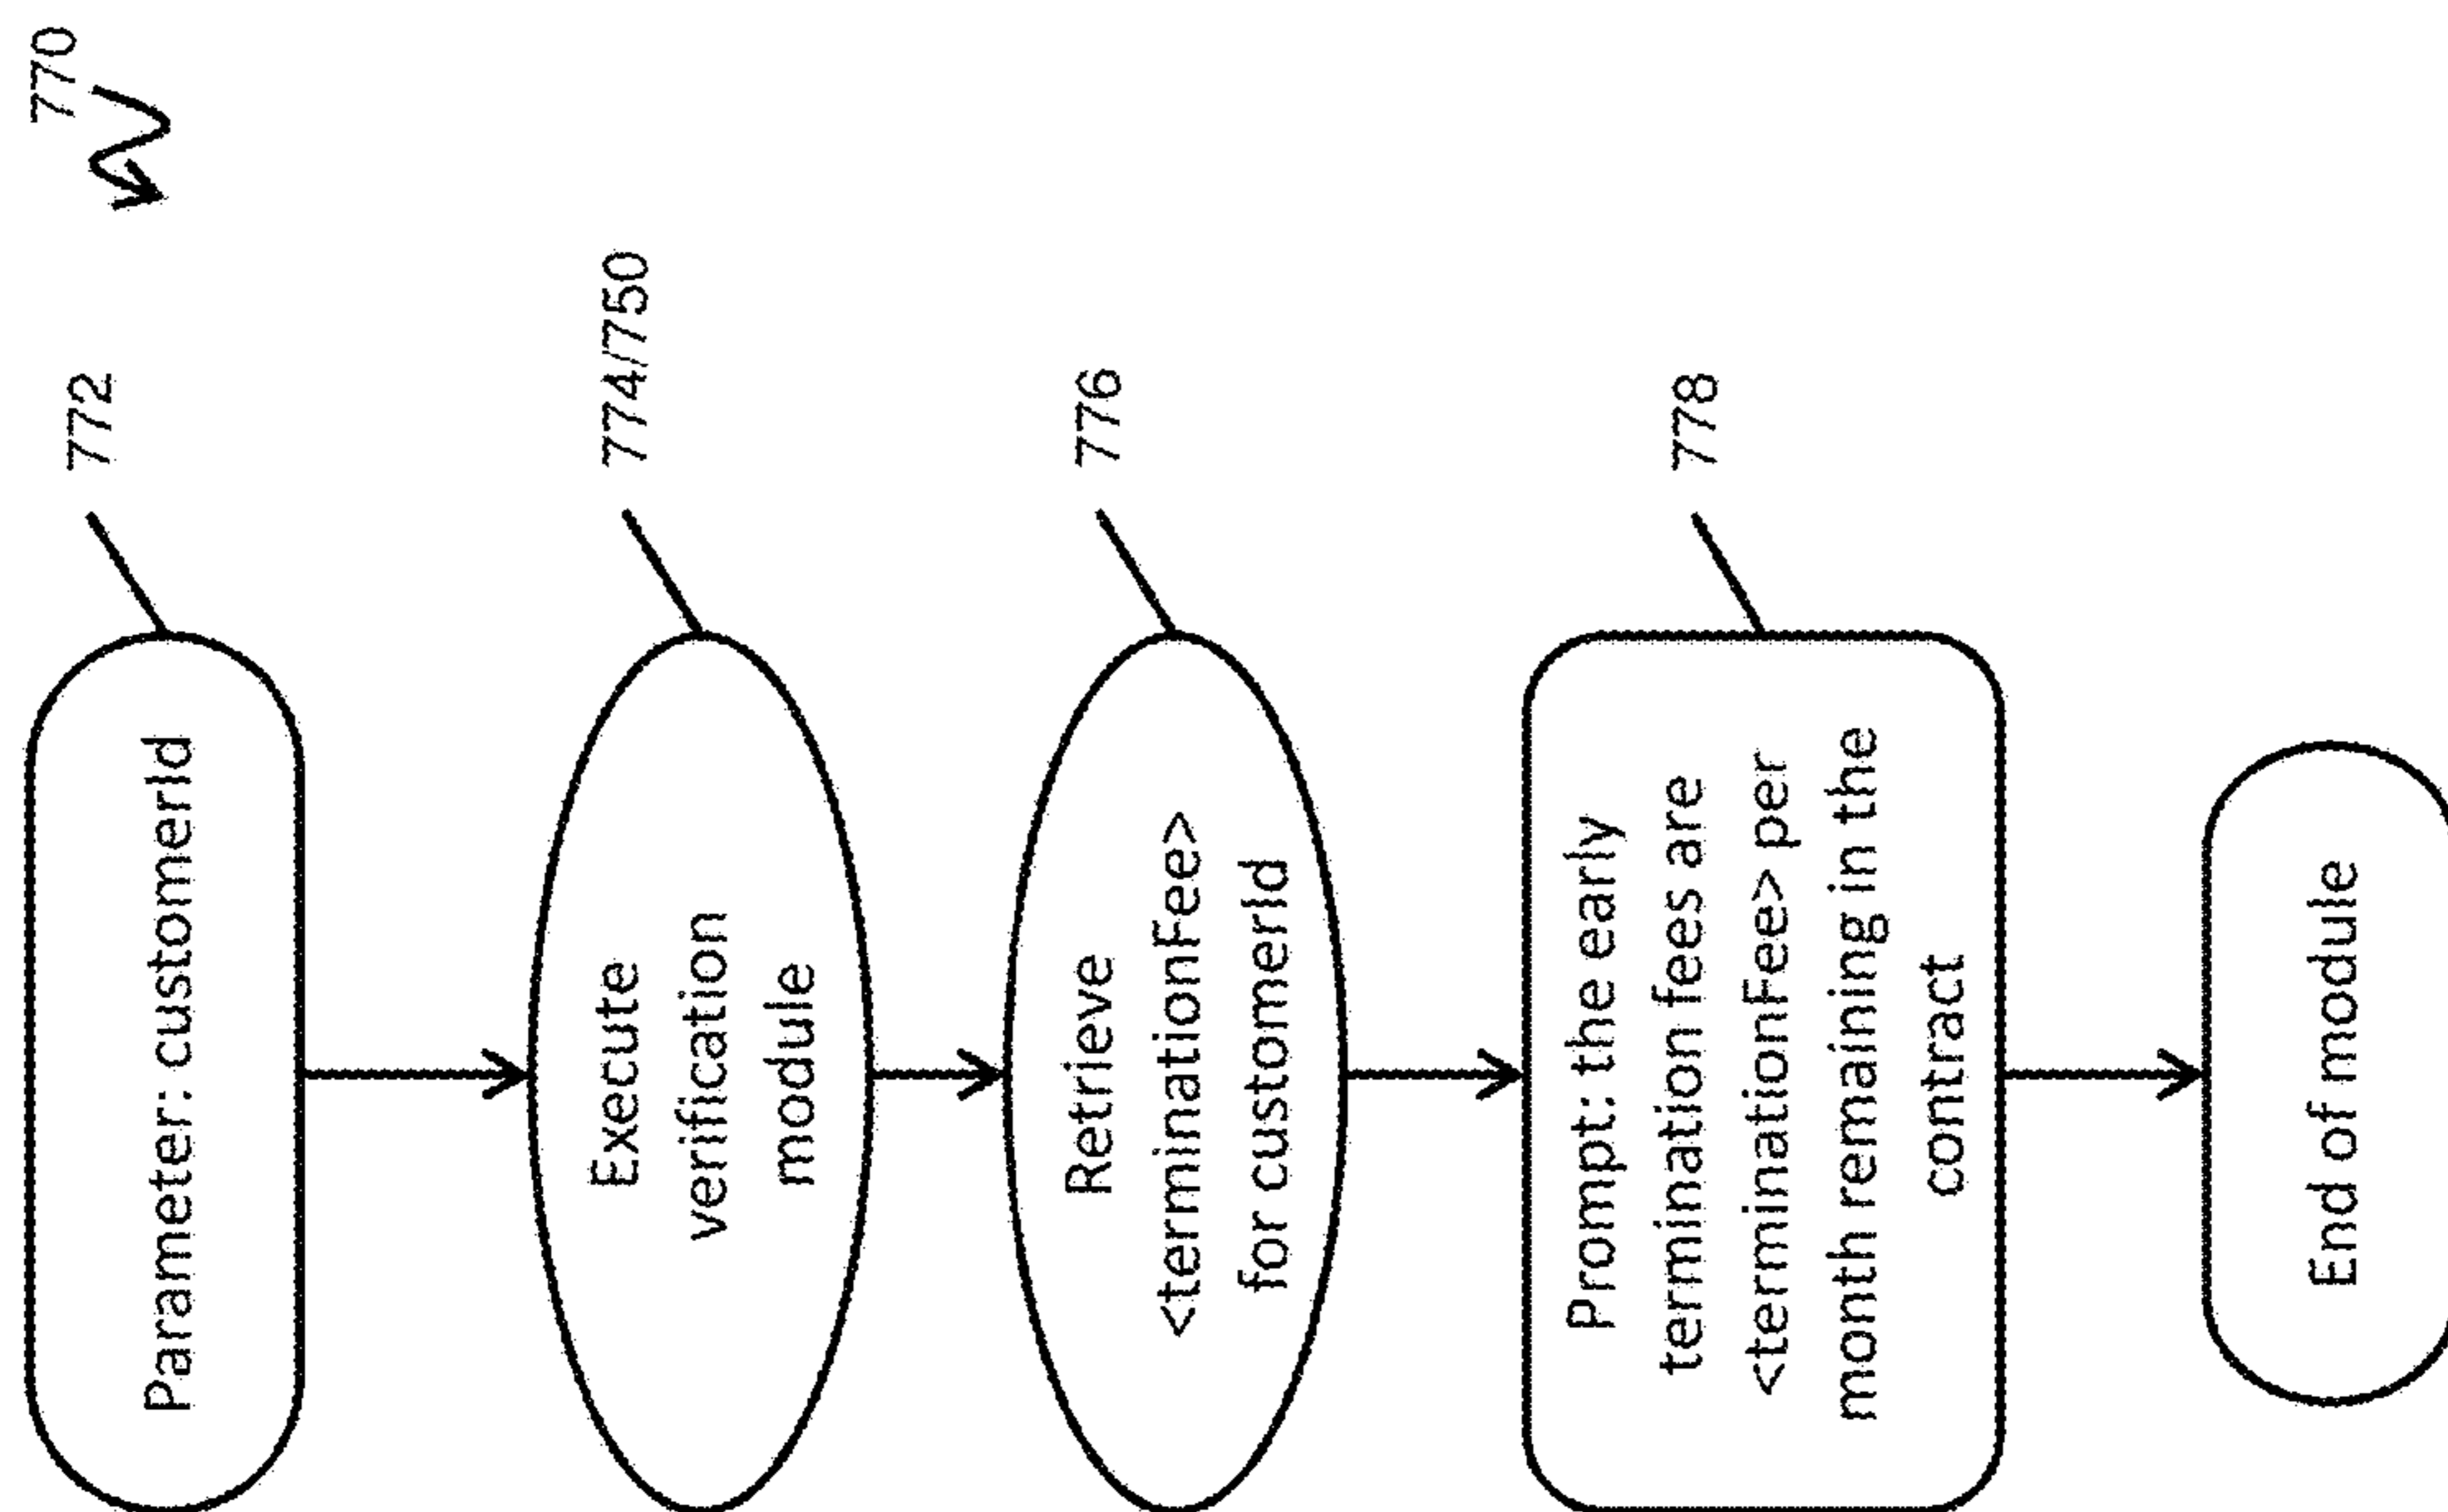 770
772
Parameter: customerId
774/750
Execute
verification
module
776
Retrieve
<terminationFee>
for customerId
778
Prompt: the early
termination fees are
<terminationFee> per
month remaining in the
contract
End of module